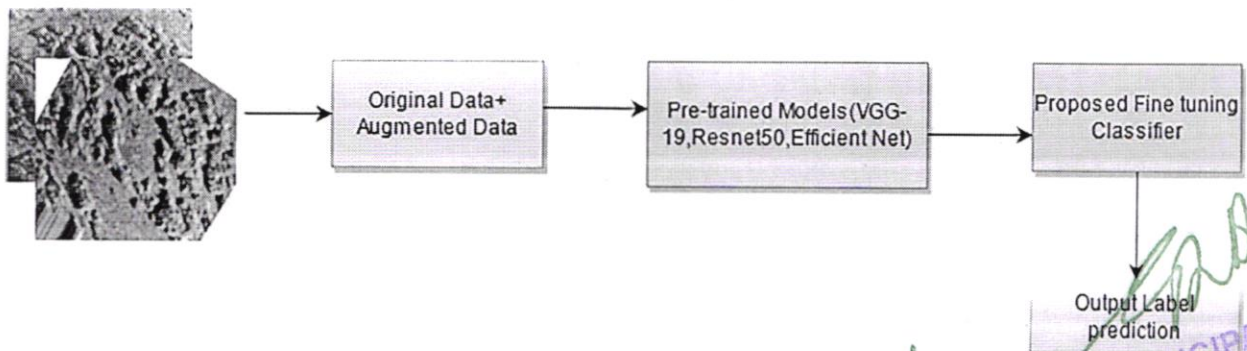 Original Data+
Augmented Data
Pre-trained Models(VGG-
19,Resnet50,Efficient Net)
Proposed Fine tuning
Classifier
Output Label
prediction